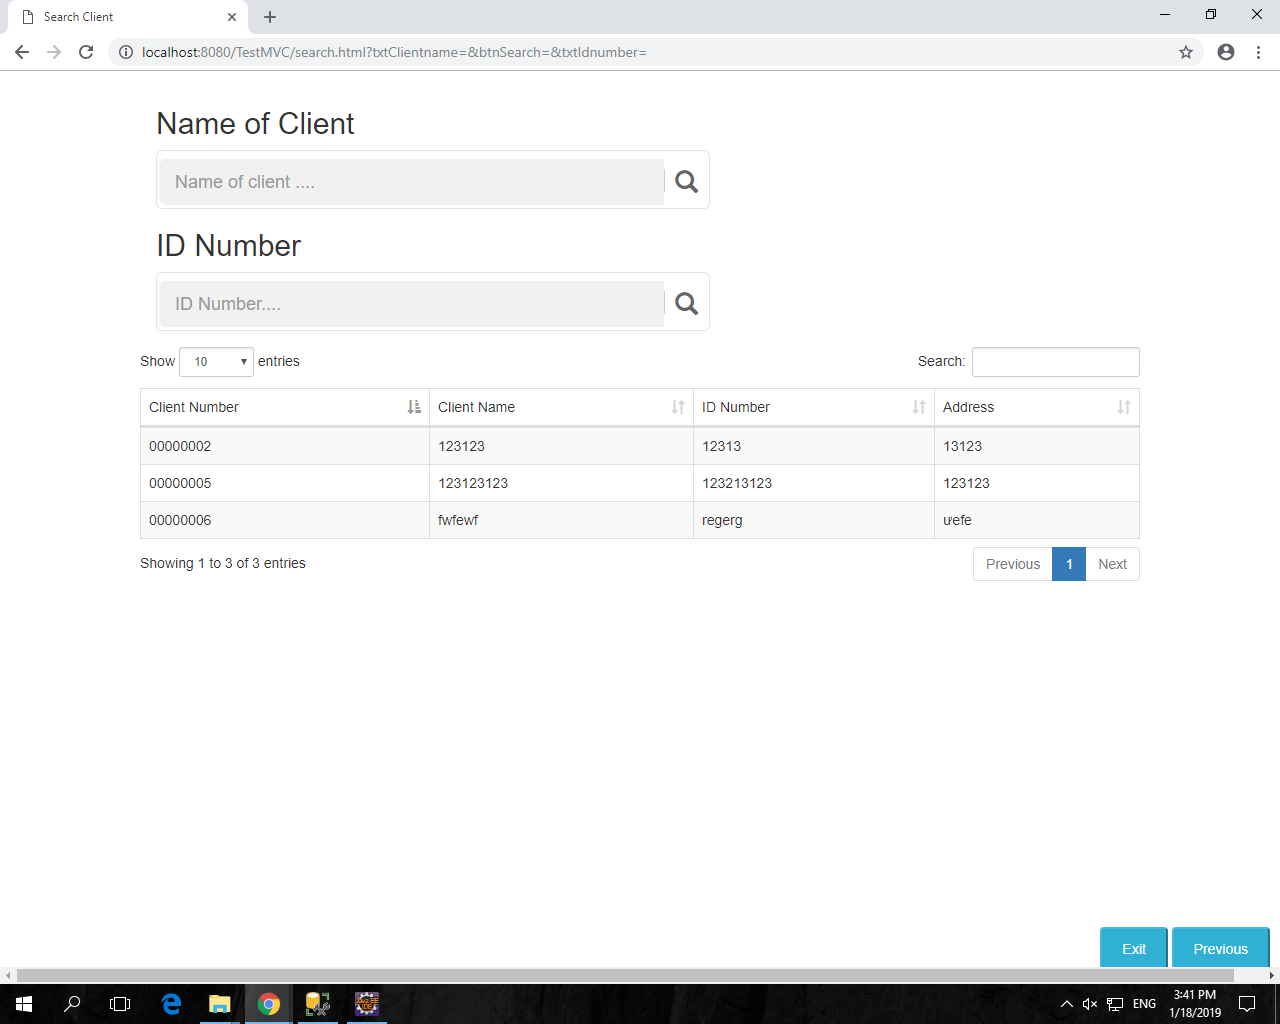 Search Client
localhost:8080/TestMVC/search.html?txtClientname=&btnSearch=&txtIdnumber=
Name of Client
Name of client ....
ID Number
ID Number....
Show 10 entries Search:
Client Number Client Name ID Number Address
00000002 123123 12313 13123
00000005 123123123 123213123 123123
00000006 fwfewf regerg ưefe
Showing 1 to 3 of 3 entries Previous 1 Next
Exit Previous
ENG 3:41 PM
1/18/2019